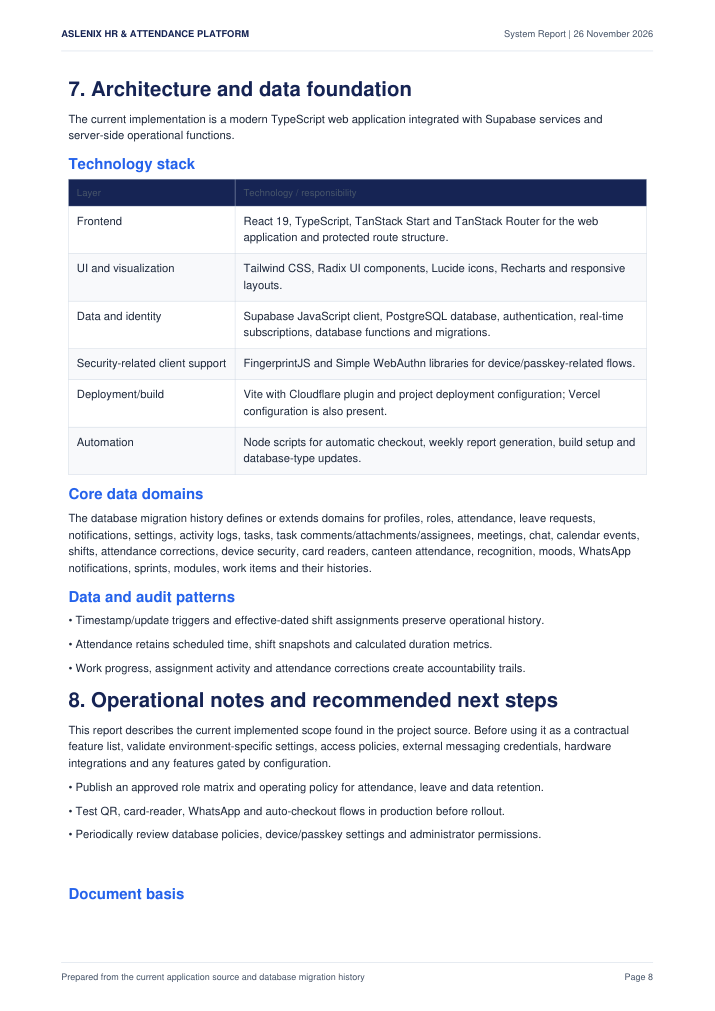 ASLENIX HR & ATTENDANCE PLATFORM
System Report | 26 November 2026
7. Architecture and data foundation
The current implementation is a modern TypeScript web application integrated with Supabase services and
server-side operational functions.
Technology stack
Layer
Technology / responsibility
Frontend
React 19, TypeScript, TanStack Start and TanStack Router for the web
application and protected route structure.
UI and visualization
Tailwind CSS, Radix UI components, Lucide icons, Recharts and responsive
layouts.
Data and identity
Supabase JavaScript client, PostgreSQL database, authentication, real-time
subscriptions, database functions and migrations.
Security-related client support
FingerprintJS and Simple WebAuthn libraries for device/passkey-related flows.
Deployment/build
Vite with Cloudflare plugin and project deployment configuration; Vercel
configuration is also present.
Automation
Node scripts for automatic checkout, weekly report generation, build setup and
database-type updates.
Core data domains
The database migration history defines or extends domains for profiles, roles, attendance, leave requests,
notifications, settings, activity logs, tasks, task comments/attachments/assignees, meetings, chat, calendar events,
shifts, attendance corrections, device security, card readers, canteen attendance, recognition, moods, WhatsApp
notifications, sprints, modules, work items and their histories.
Data and audit patterns
• Timestamp/update triggers and effective-dated shift assignments preserve operational history.
• Attendance retains scheduled time, shift snapshots and calculated duration metrics.
• Work progress, assignment activity and attendance corrections create accountability trails.
8. Operational notes and recommended next steps
This report describes the current implemented scope found in the project source. Before using it as a contractual
feature list, validate environment-specific settings, access policies, external messaging credentials, hardware
integrations and any features gated by configuration.
• Publish an approved role matrix and operating policy for attendance, leave and data retention.
• Test QR, card-reader, WhatsApp and auto-checkout flows in production before rollout.
• Periodically review database policies, device/passkey settings and administrator permissions.
Document basis
Prepared from the current application source and database migration history
Page 8